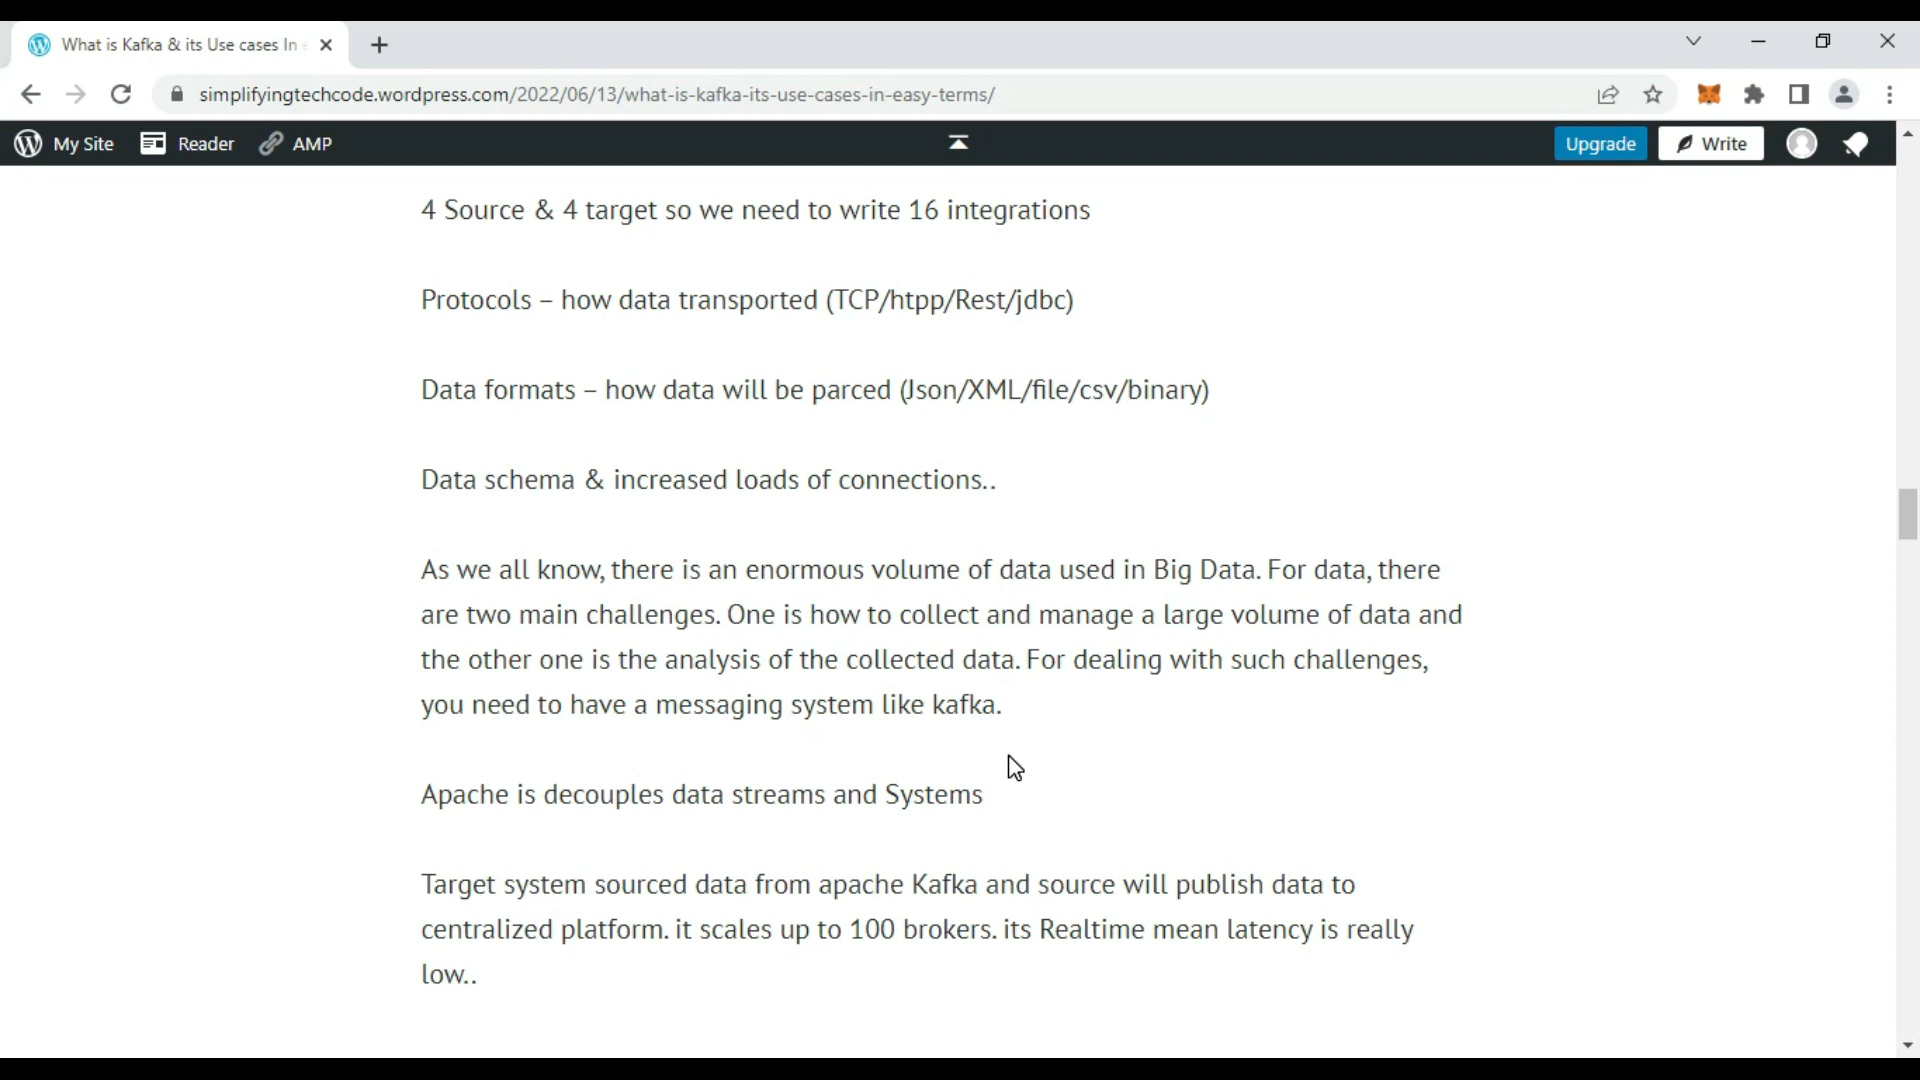 What is Kafka & its Use cases In
simplifyingtechcode.wordpress.com/2022/06/13/what-is-kafka-its-use-cases-in-easy-terms/
My Site Reader AMP Upgrade Write
4 Source & 4 target so we need to write 16 integrations
Protocols – how data transported (TCP/htpp/Rest/jdbc)
Data formats – how data will be parced (Json/XML/file/csv/binary)
Data schema & increased loads of connections..
As we all know, there is an enormous volume of data used in Big Data. For data, there
are two main challenges. One is how to collect and manage a large volume of data and
the other one is the analysis of the collected data. For dealing with such challenges,
you need to have a messaging system like kafka.
Apache is decouples data streams and Systems
Target system sourced data from apache Kafka and source will publish data to
centralized platform. it scales up to 100 brokers. its Realtime mean latency is really
low..